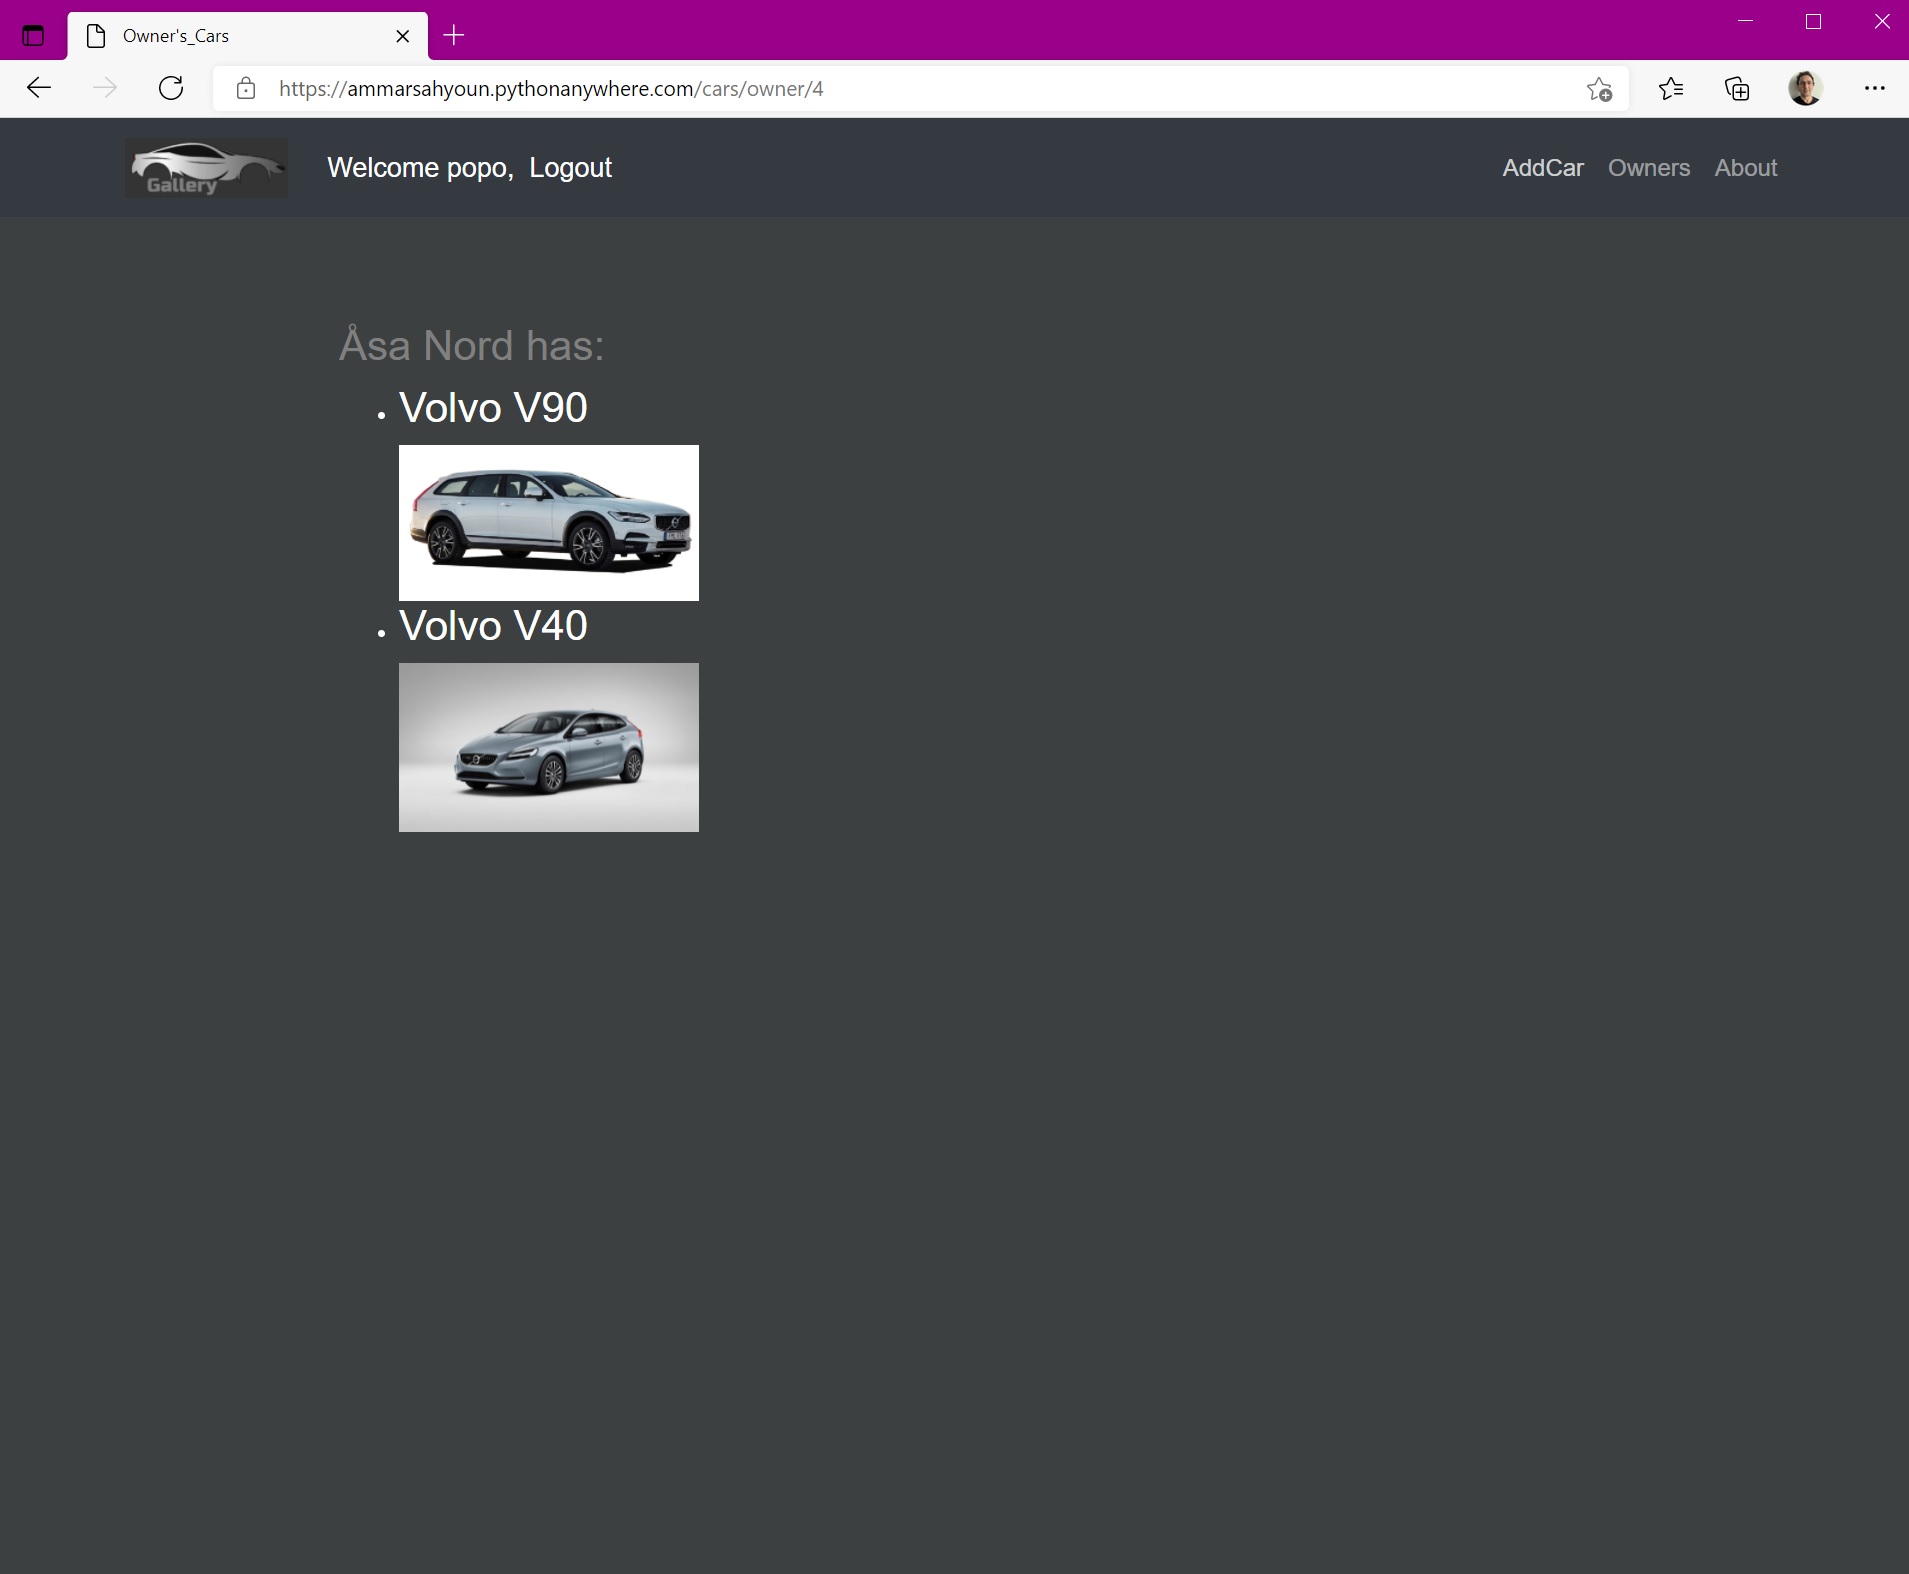 Owner's_Cars
https://ammarsahyoun.pythonanywhere.com/cars/owner/4
Gallery
Welcome popo, Logout
AddCar Owners About
Åsa Nord has:
Volvo V90
Volvo V40